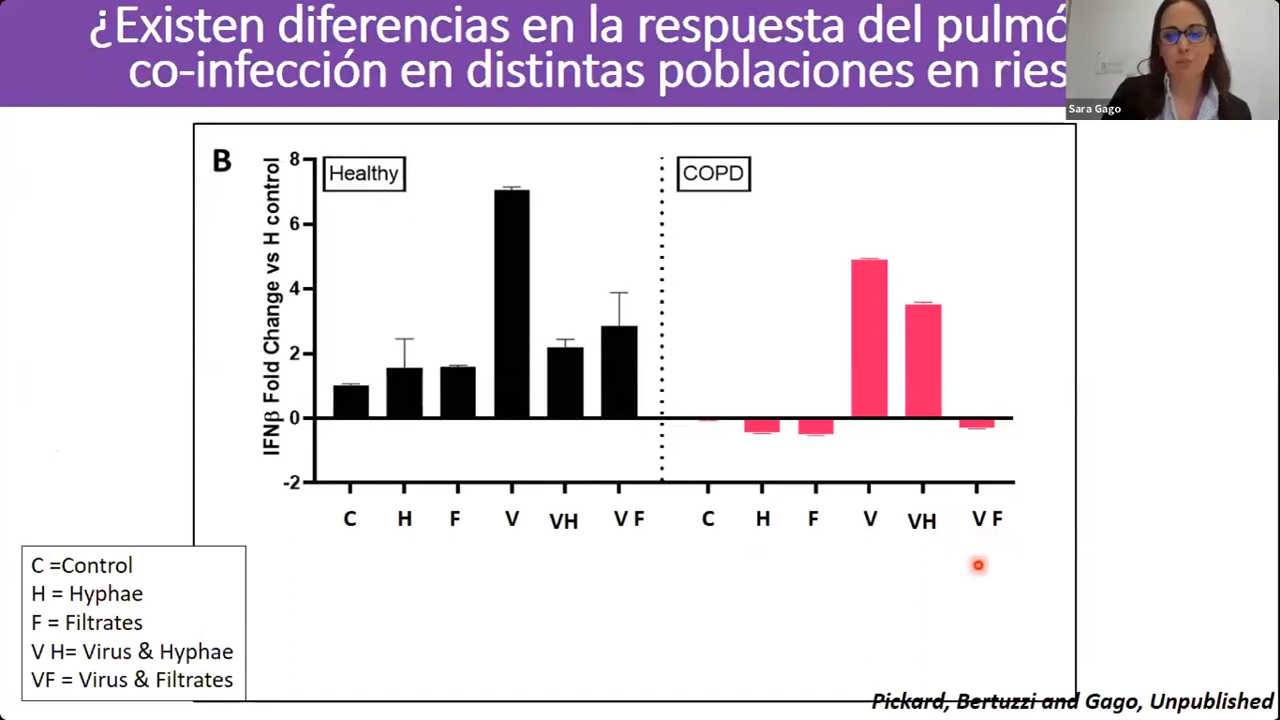 ¿Existen diferencias en la respuesta del pulmó
co-infección en distintas poblaciones en ries
Sara Gago
B
IFNβ Fold Change vs H control
8
6
4
2
0
-2
Healthy
COPD
C H F V VH V F C H F V VH V F
C =Control
H = Hyphae
F = Filtrates
V H= Virus & Hyphae
VF = Virus & Filtrates
Pickard, Bertuzzi and Gago, Unpublished